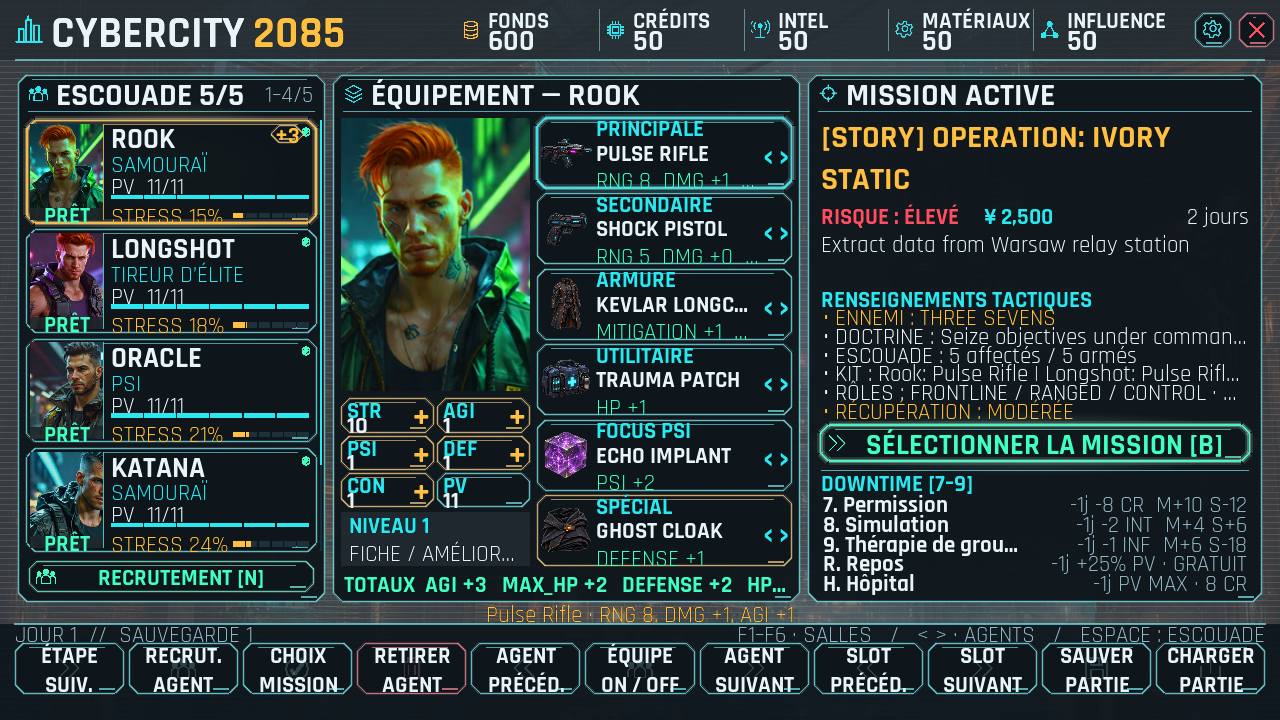 CYBERCITY 2085
FONDS
600
CRÉDITS
50
INTEL
50
MATÉRIAUX
50
INFLUENCE
50
ESCOUADE 5/5
1-4/5
ROOK
+3
SAMOURAÏ
PV 11/11
PRÊT
STRESS 15%
LONGSHOT
TIREUR D'ÉLITE
PV 11/11
PRÊT
STRESS 18%
ORACLE
PSI
PV 11/11
PRÊT
STRESS 21%
KATANA
SAMOURAÏ
PV 11/11
PRÊT
STRESS 24%
RECRUTEMENT [N]
ÉQUIPEMENT — ROOK
STR
10
+
AGI
1
+
PSI
1
+
DEF
1
+
CON
1
+
PV
11
NIVEAU 1
FICHE / AMÉLIOR...
PRINCIPALE
PULSE RIFLE
< >
RNG 8 DMG +1 ...
SECONDAIRE
SHOCK PISTOL
< >
RNG 5 DMG +0 ...
ARMURE
KEVLAR LONGC...
< >
MITIGATION +1 ...
UTILITAIRE
TRAUMA PATCH
< >
HP +1
FOCUS PSI
ECHO IMPLANT
< >
PSI +2
SPÉCIAL
GHOST CLOAK
< >
DEFENSE +1
TOTAUX AGI +3 MAX_HP +2 DEFENSE +2 HP...
MISSION ACTIVE
[STORY] OPERATION: IVORY
STATIC
RISQUE : ÉLEVÉ ¥ 2,500 2 jours
Extract data from Warsaw relay station
RENSEIGNEMENTS TACTIQUES
· ENNEMI : THREE SEVENS
· DOCTRINE : Seize objectives under comman...
· ESCOUADE : 5 affectés / 5 armés
· KIT : Rook: Pulse Rifle | Longshot: Pulse Rifl...
· RÔLES : FRONTLINE / RANGED / CONTROL · ...
· RÉCUPÉRATION : MODÉRÉE
SÉLECTIONNER LA MISSION [B]
DOWNTIME [7-9]
7. Permission -1j -8 CR M+10 S-12
8. Simulation -1j -2 INT M+4 S+6
9. Thérapie de grou... -1j -1 INF M+6 S-18
R. Repos -1j +25% PV · GRATUIT
H. Hôpital -1j PV MAX · 8 CR
Pulse Rifle · RNG 8, DMG +1, AGI +1
JOUR 1 // SAUVEGARDE 1
F1-F6 · SALLES / < > · AGENTS / ESPACE : ESCOUADE
ÉTAPE
SUIV.
RECRUT.
AGENT
CHOIX
MISSION
RETIRER
AGENT
AGENT
PRÉCÉD.
ÉQUIPE
ON / OFF
AGENT
SUIVANT
SLOT
PRÉCÉD.
SLOT
SUIVANT
SAUVER
PARTIE
CHARGER
PARTIE